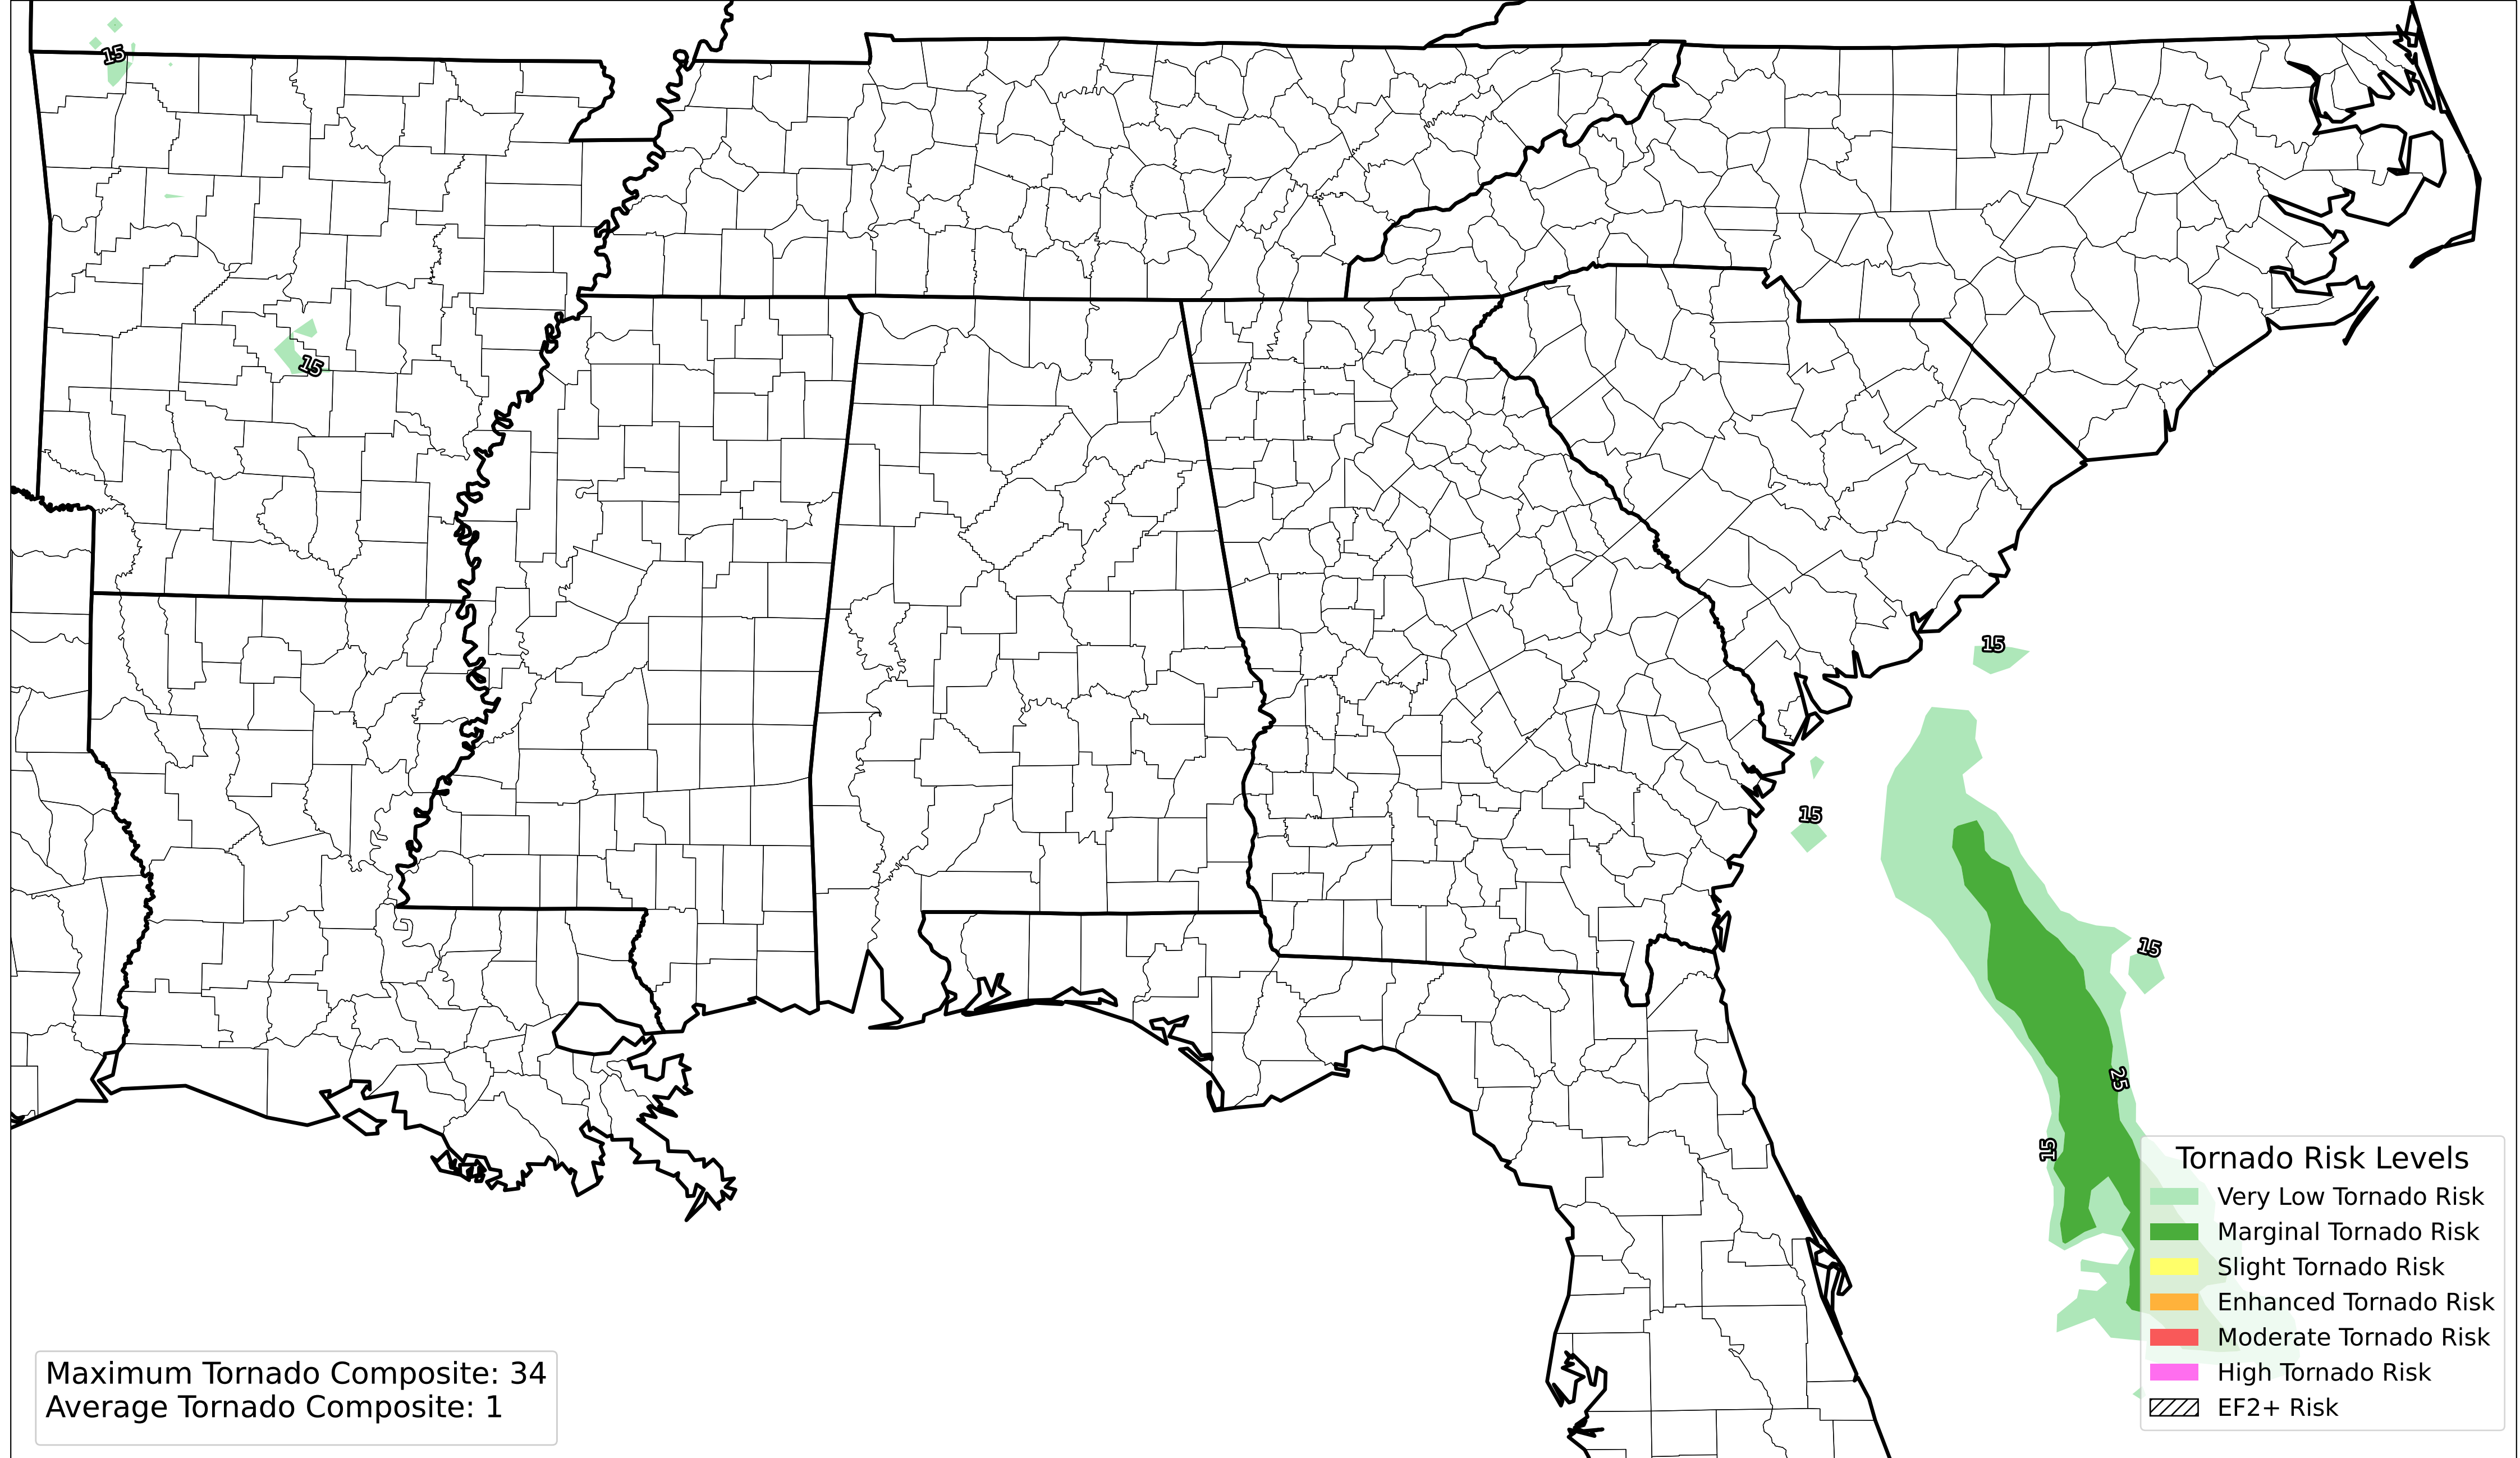 15
15
15
15
15
25
15
Tornado Risk Levels
Very Low Tornado Risk
Marginal Tornado Risk
Slight Tornado Risk
Enhanced Tornado Risk
Moderate Tornado Risk
High Tornado Risk
EF2+ Risk
Maximum Tornado Composite: 34
Average Tornado Composite: 1